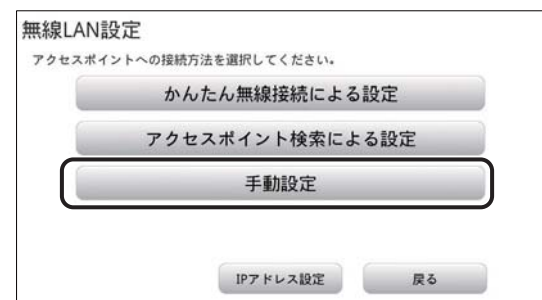 無線LAN設定
アクセスポイントへの接続方法を選択してください。
かんたん無線接続による設定
アクセスポイント検索による設定
手動設定
IPアドレス設定 戻る